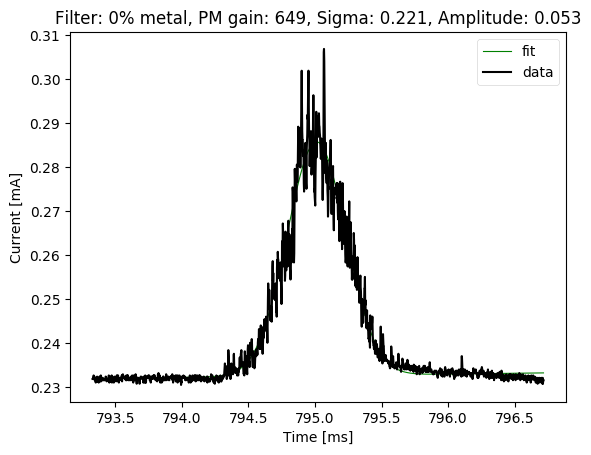 Filter: 0% metal, PM gain: 649, Sigma: 0.221, Amplitude: 0.053
0.31
fit
data
0.30
0.29
0.28
0.27
0.26
0.25
0.24
0.23
Current [mA]
793.5 794.0 794.5 795.0 795.5 796.0 796.5
Time [ms]